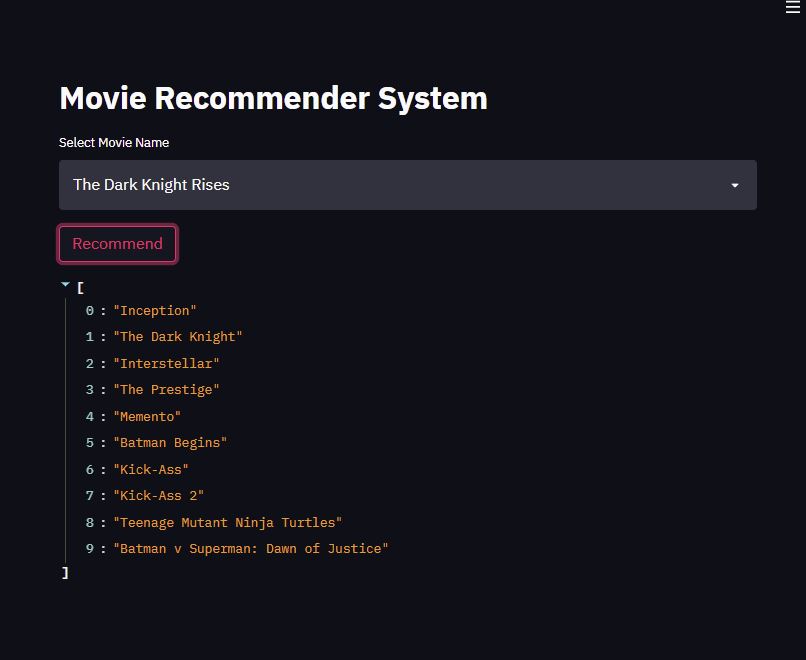 Movie Recommender System
Select Movie Name
The Dark Knight Rises
Recommend
[
0 : "Inception"
1 : "The Dark Knight"
2 : "Interstellar"
3 : "The Prestige"
4 : "Memento"
5 : "Batman Begins"
6 : "Kick-Ass"
7 : "Kick-Ass 2"
8 : "Teenage Mutant Ninja Turtles"
9 : "Batman v Superman: Dawn of Justice"
]